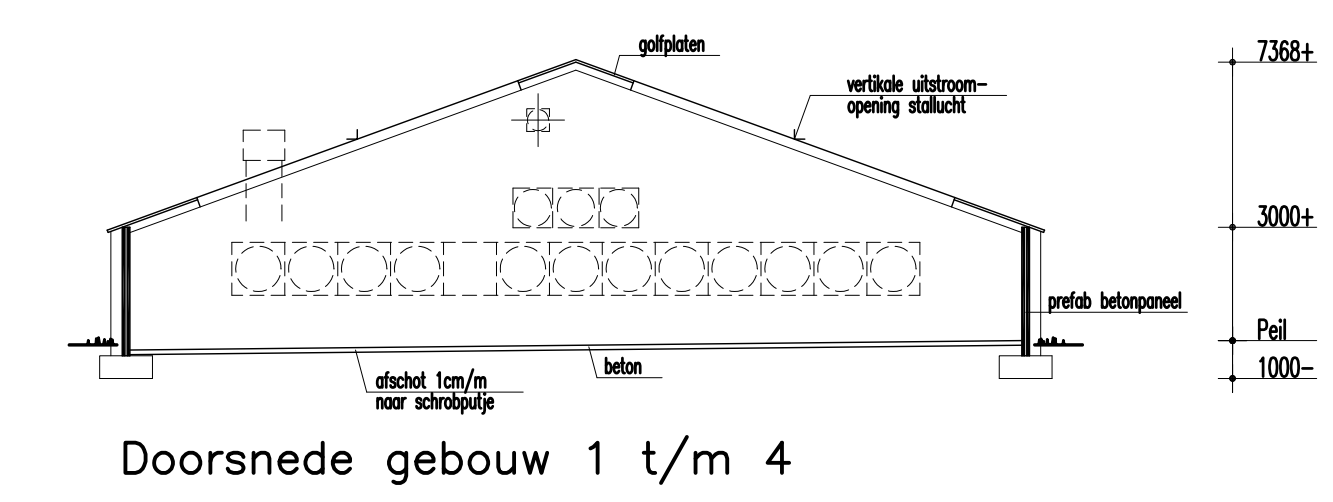 golfplaten
7368+
vertikale uitstroom-
opening stallucht
3000+
prefab betonpaneel
Peil
1000-
beton
afschot 1cm/m
naar schrobputje
Doorsnede gebouw 1 t/m 4